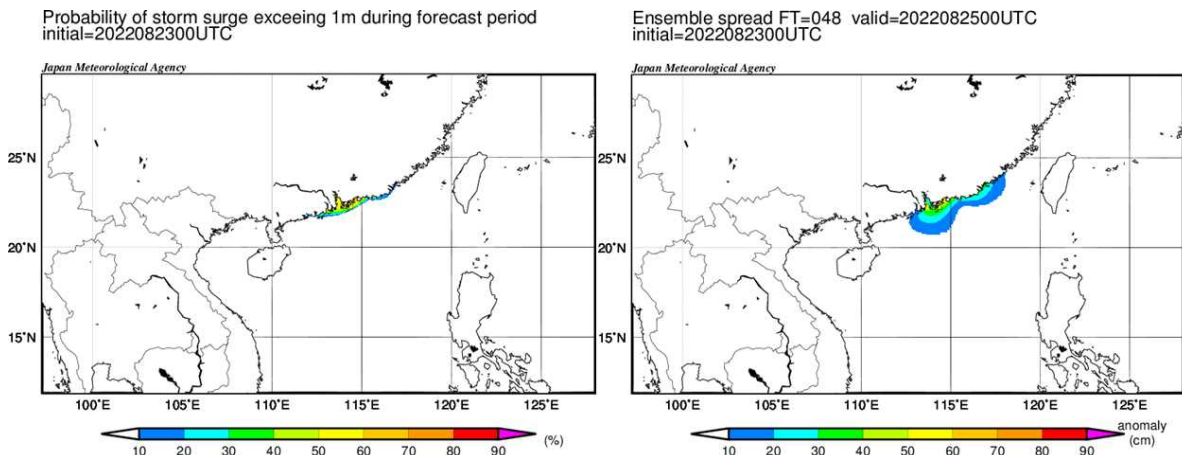 Probability of storm surge exceeing 1m during forecast period
initial=2022082300UTC
Japan Meteorological Agency
25°N
20°N
15°N
100°E 105°E 110°E 115°E 120°E 125°E
10 20 30 40 50 60 70 80 90 (%)
Ensemble spread FT=048 valid=2022082500UTC
initial=2022082300UTC
Japan Meteorological Agency
25°N
20°N
15°N
100°E 105°E 110°E 115°E 120°E 125°E
anomaly
10 20 30 40 50 60 70 80 90 (cm)